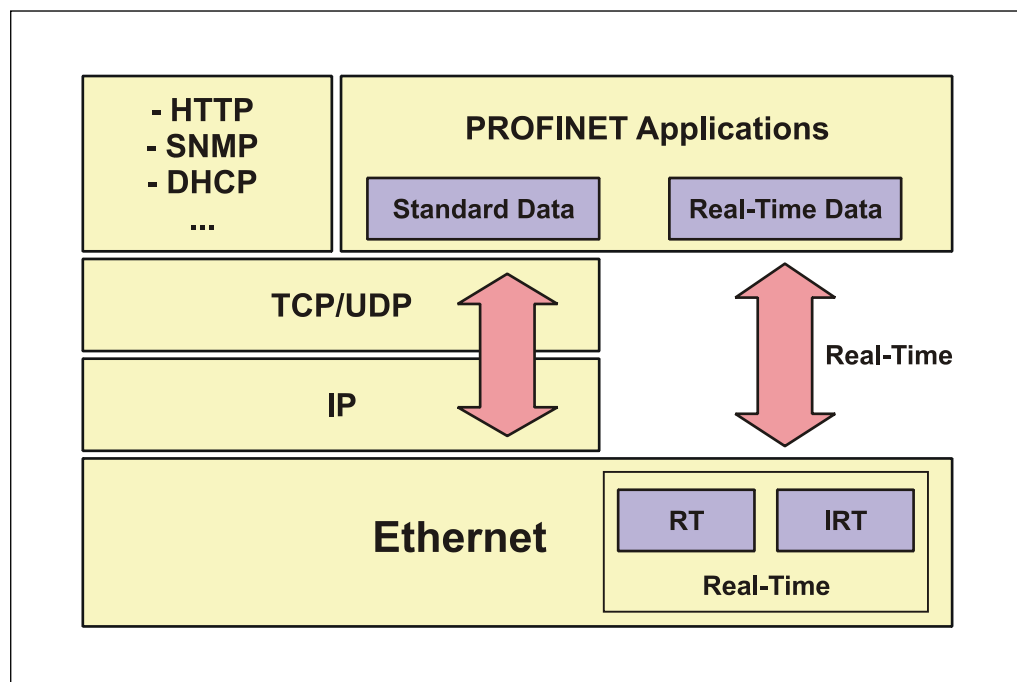 - HTTP
- SNMP
- DHCP
...
PROFINET Applications
Standard Data
Real-Time Data
TCP/UDP
Real-Time
IP
Ethernet
RT
IRT
Real-Time